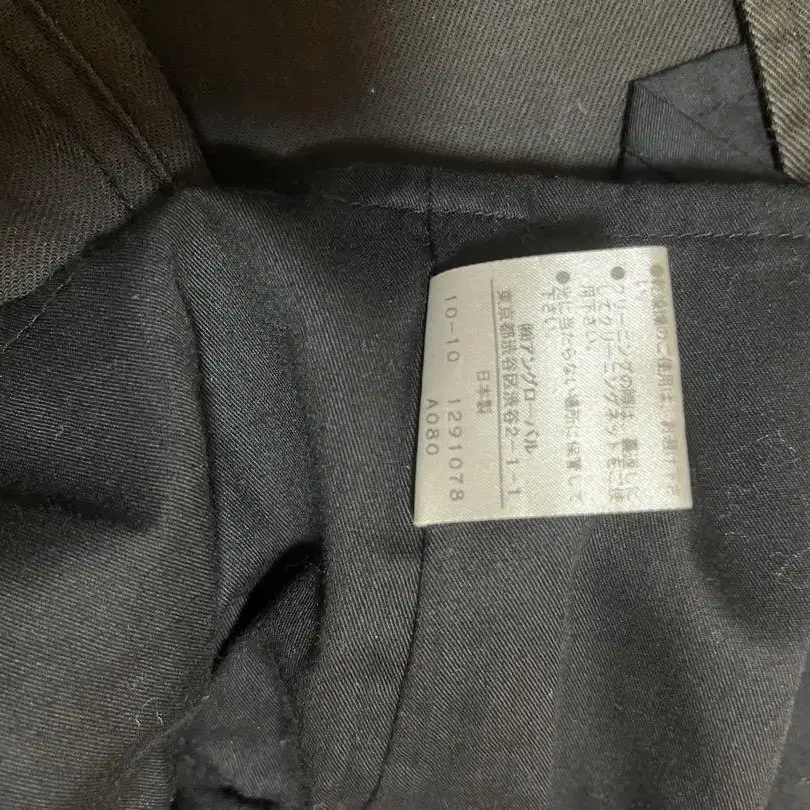 の使用は、
●クリーニングの際は、裏返しに
してクリーニングネットをご使
用下さい。
●光に当たらない場所に保管して
下さい。
㈱アングローバル
東京都渋谷区渋谷2-1-1
日本製
10-10 1291078
A080